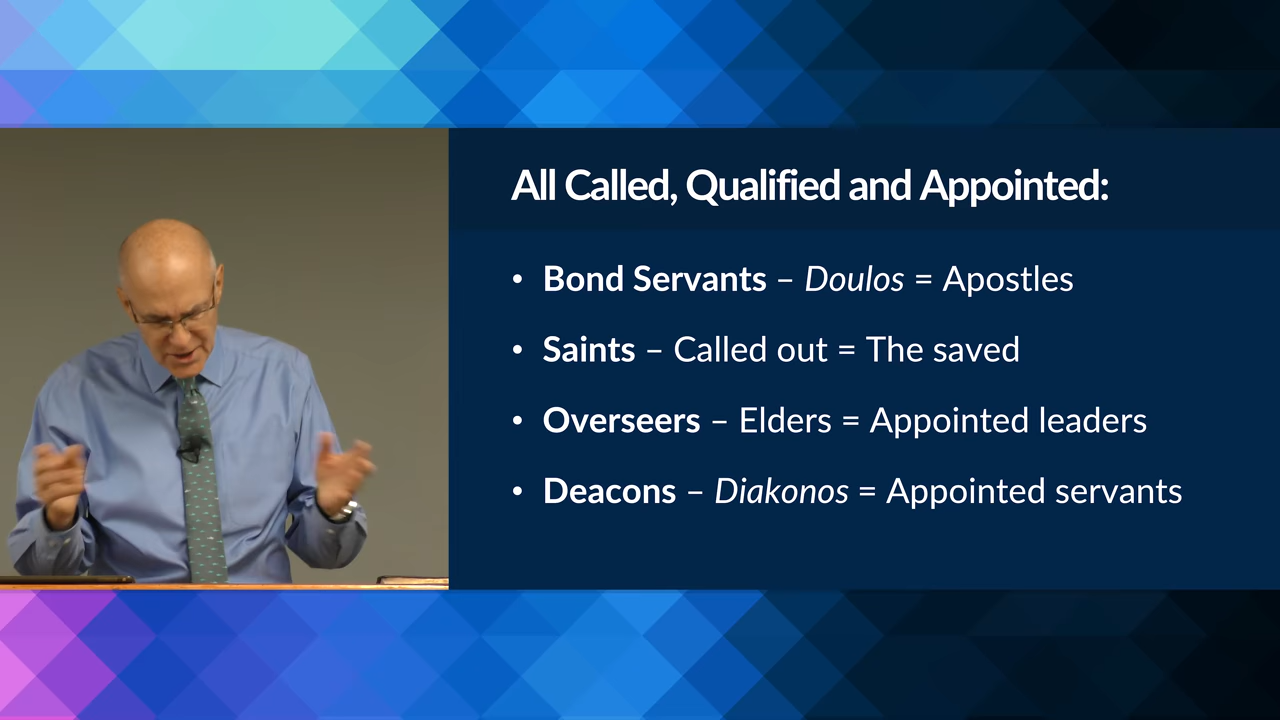 All Called, Qualified and Appointed:
• Bond Servants – Doulos = Apostles
• Saints – Called out = The saved
• Overseers – Elders = Appointed leaders
• Deacons – Diakonos = Appointed servants